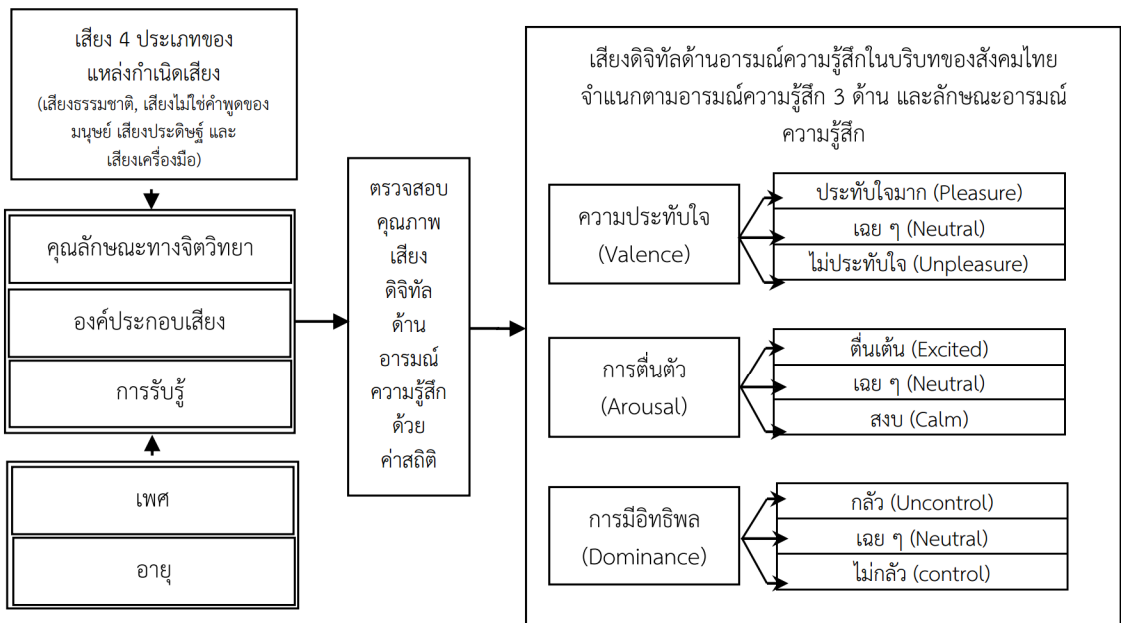 เสียง 4 ประเภทของ
แหล่งกำเนิดเสียง
(เสียงธรรมชาติ, เสียงไม่ใช่คำพูดของ
มนุษย์ เสียงประดิษฐ์ และ
เสียงเครื่องมือ)
คุณลักษณะทางจิตวิทยา
องค์ประกอบเสียง
การรับรู้
เพศ
อายุ
ตรวจสอบ
คุณภาพ
เสียง
ดิจิทัล
ด้าน
อารมณ์
ความรู้สึก
ด้วย
ค่าสถิติ
เสียงดิจิทัลด้านอารมณ์ความรู้สึกในบริบทของสังคมไทย
จำแนกตามอารมณ์ความรู้สึก 3 ด้าน และลักษณะอารมณ์
ความรู้สึก
ความประทับใจ
(Valence)
ประทับใจมาก (Pleasure)
เฉย ๆ (Neutral)
ไม่ประทับใจ (Unpleasure)
การตื่นตัว
(Arousal)
ตื่นเต้น (Excited)
เฉย ๆ (Neutral)
สงบ (Calm)
การมีอิทธิพล
(Dominance)
กลัว (Uncontrol)
เฉย ๆ (Neutral)
ไม่กลัว (control)